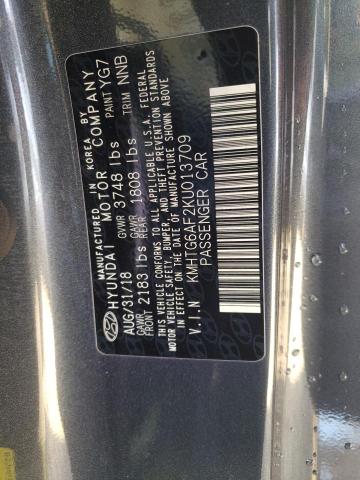 MANUFACTURED IN KOREA BY
HYUNDAI MOTOR COMPANY
AUG/31/18 GVWR 3748 lbs PAINT YG7
GAWR FRONT 2183 lbs GAWR REAR 1808 lbs TRIM NNB
THIS VEHICLE CONFORMS TO ALL APPLICABLE U.S.A. FEDERAL
MOTOR VEHICLE SAFETY, BUMPER, AND THEFT PREVENTION STANDARDS
IN EFFECT ON THE DATE OF MANUFACTURE SHOWN ABOVE.
V.I.N KMHTG6AF2KU013709
PASSENGER CAR